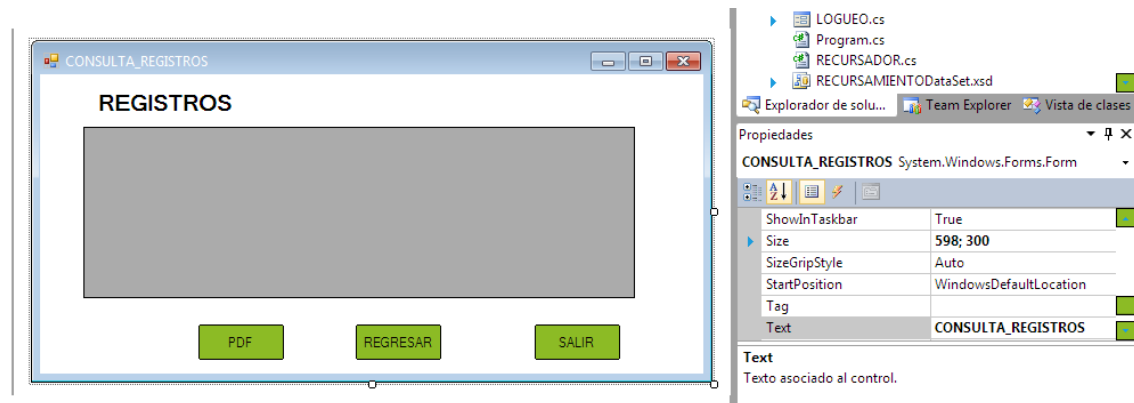 CONSULTA_REGISTROS
REGISTROS
PDF
REGRESAR
SALIR
LOGUEO.cs
Program.cs
RECURSADOR.cs
RECURSAMIENTODataSet.xsd
Explorador de solu... Team Explorer Vista de clases
Propiedades
CONSULTA_REGISTROS System.Windows.Forms.Form
ShowInTaskbar True
Size 598; 300
SizeGripStyle Auto
StartPosition WindowsDefaultLocation
Tag
Text CONSULTA_REGISTROS
Text
Texto asociado al control.